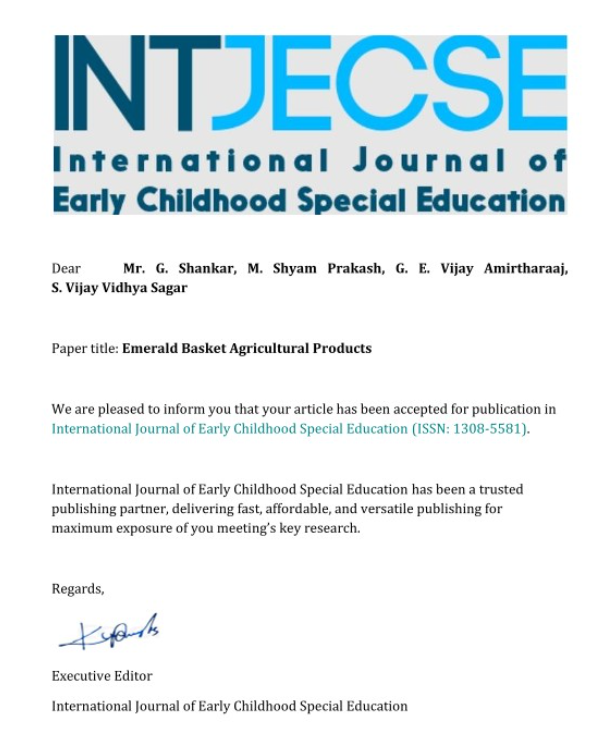 INTJECSE
International Journal of
Early Childhood Special Education
Dear Mr. G. Shankar, M. Shyam Prakash, G. E. Vijay Amirtharaaj,
S. Vijay Vidhya Sagar
Paper title: Emerald Basket Agricultural Products
We are pleased to inform you that your article has been accepted for publication in
International Journal of Early Childhood Special Education (ISSN: 1308-5581).
International Journal of Early Childhood Special Education has been a trusted
publishing partner, delivering fast, affordable, and versatile publishing for
maximum exposure of you meeting's key research.
Regards,
Executive Editor
International Journal of Early Childhood Special Education